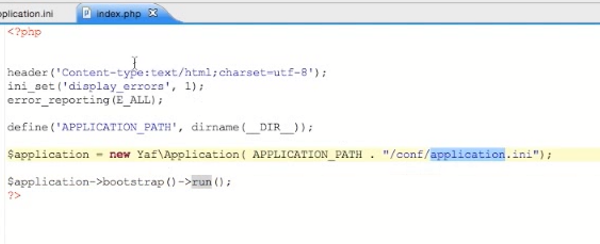 plication.ini
index.php
<?php
header('Content-type:text/html;charset=utf-8');
ini_set('display_errors', 1);
error_reporting(E_ALL);
define('APPLICATION_PATH', dirname(__DIR__));
$application = new Yaf\Application( APPLICATION_PATH . "/conf/application.ini");
$application->bootstrap()->run();
?>